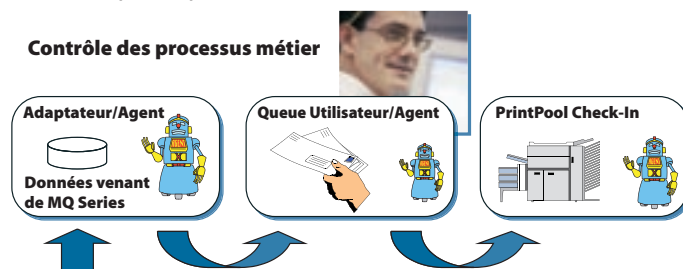 Contrôle des processus métier
Adaptateur/Agent
Données venant
de MQ Series
Queue Utilisateur/Agent
PrintPool Check-In